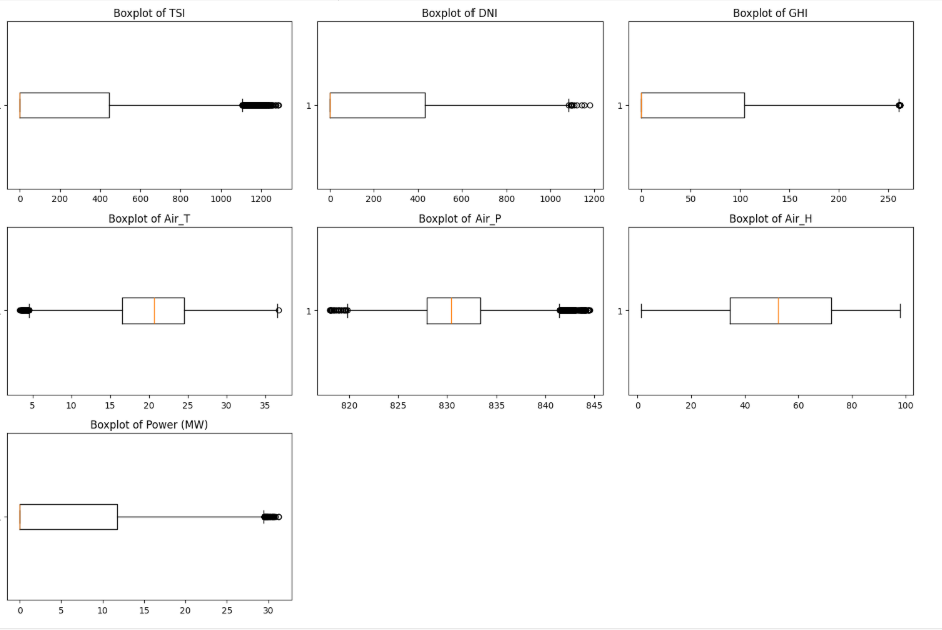 Boxplot of TSI
0 200 400 600 800 1000 1200
Boxplot of DNI
1
0 200 400 600 800 1000 1200
Boxplot of GHI
1
0 50 100 150 200 250
Boxplot of Air_T
5 10 15 20 25 30 35
Boxplot of Air_P
1
820 825 830 835 840 845
Boxplot of Air_H
1
0 20 40 60 80 100
Boxplot of Power (MW)
0 5 10 15 20 25 30